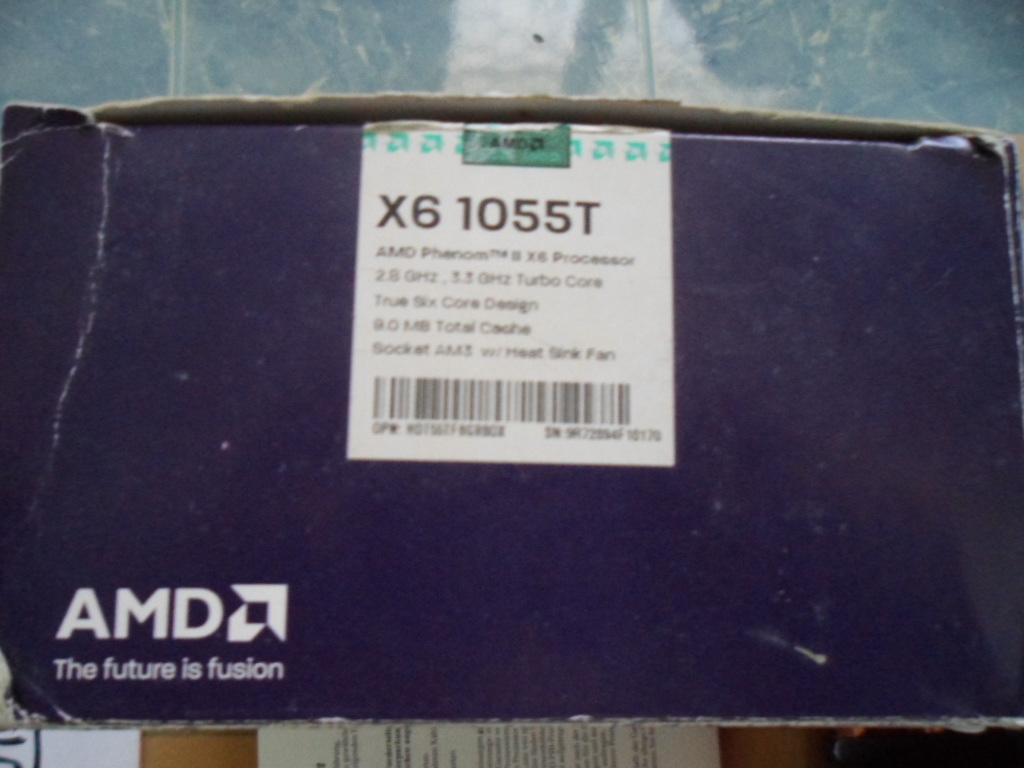 AMD
X6 1055T
AMD Phenom™ II X6 Processor
2.8 GHz , 3.3 GHz Turbo Core
True Six Core Design
9.0 MB Total Cache
Socket AM3 w/ Heat Sink Fan
AMD
The future is fusion